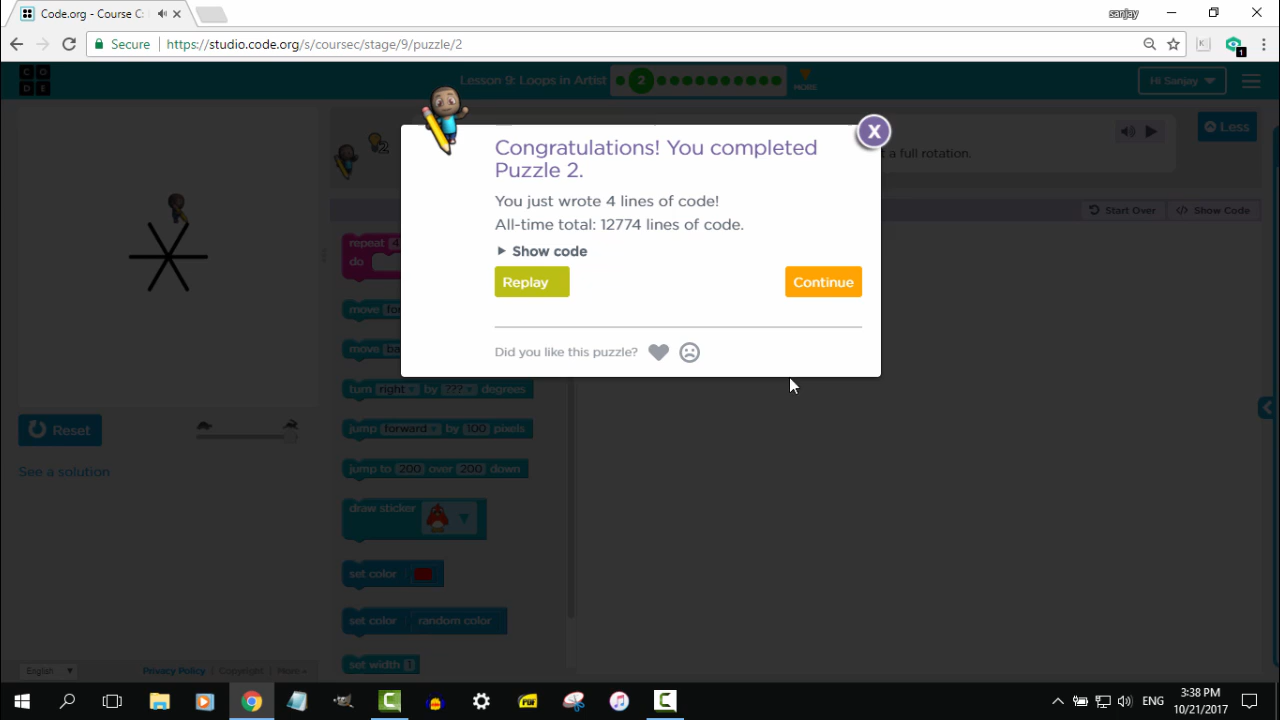 Code.org - Course C:
sanjay
Secure
https://studio.code.org/s/coursec/stage/9/puzzle/2
1
C O
D E
Lesson 9: Loops in Artist
2
MORE
Hi Sanjay
Congratulations! You completed
Puzzle 2.
You just wrote 4 lines of code!
All-time total: 12774 lines of code.
Show code
Replay
Continue
Did you like this puzzle?
X
2
t a full rotation.
Less
Start Over
Show Code
repeat
do
move
move
turn right by ??? degrees
jump forward by 100 pixels
jump to 200 over 200 down
draw sticker
set color
set color random color
set width 1
Reset
See a solution
English
Privacy Policy
Copyright
More
ENG
3:38 PM
10/21/2017